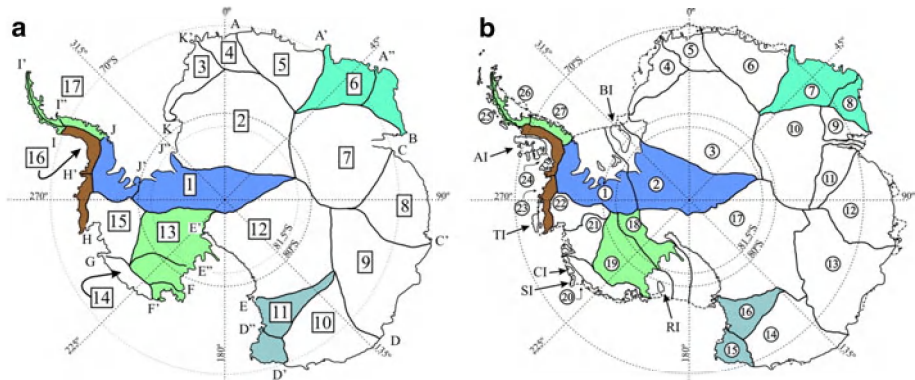 a
0°
A
K'
4
3
5
A'
45°
A"
6
315°
70°S
I'
17
I"
I
J
K
2
J"
B
C
7
16
H'
J'
1
270°
90°
8
15
13
E'
12
C'
H
G
E"
9
14
F
F'
E
11
D"
10
D
D'
225°
180°
135°
81.5°S
80°S
b
0°
5
4
6
45°
7
8
315°
70°S
26
BI
25
27
10
9
AI
3
11
24
1
2
270°
90°
23
22
12
TI
21
18
17
19
13
CI
SI
20
RI
16
15
14
225°
180°
135°
81.5°S
80°S